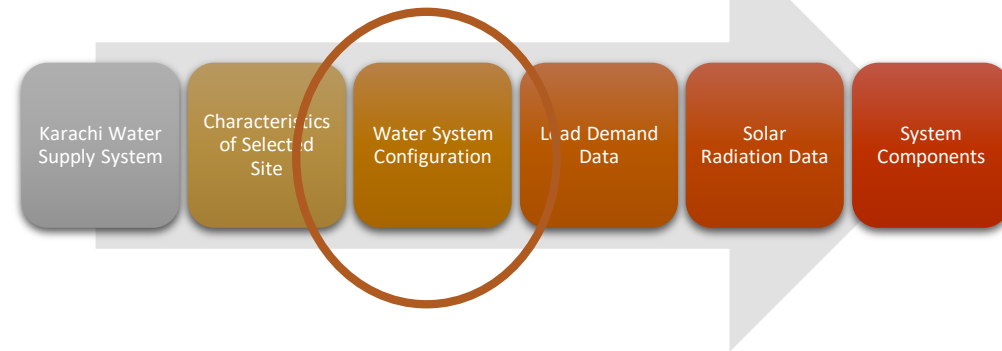 Karachi Water
Supply System
Characteristics
of Selected
Site
Water System
Configuration
Load Demand
Data
Solar
Radiation Data
System
Components